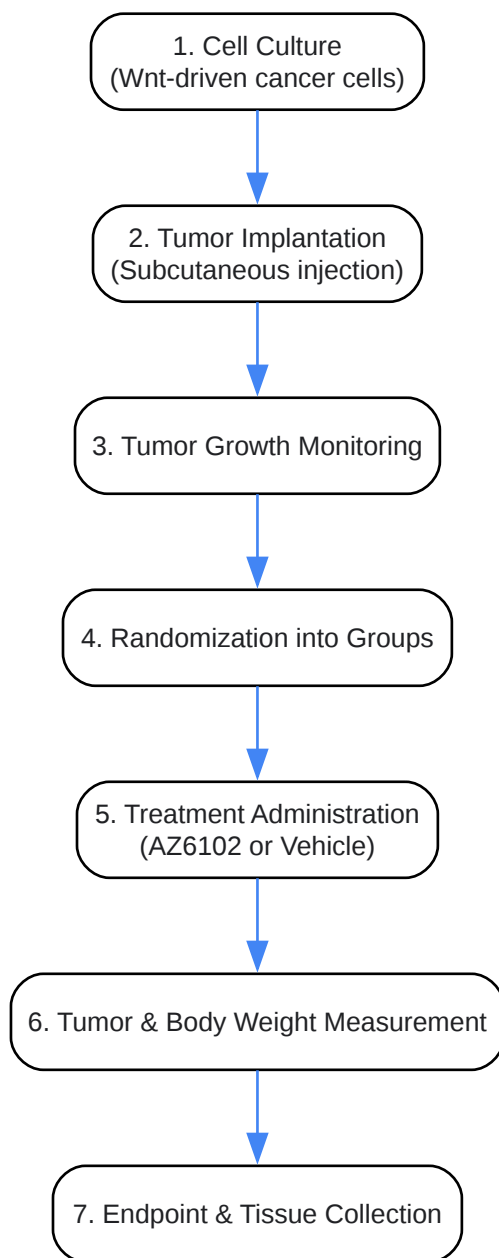 1. Cell Culture
(Wnt-driven cancer cells)
2. Tumor Implantation
(Subcutaneous injection)
3. Tumor Growth Monitoring
4. Randomization into Groups
5. Treatment Administration
(AZ6102 or Vehicle)
6. Tumor & Body Weight Measurement
7. Endpoint & Tissue Collection